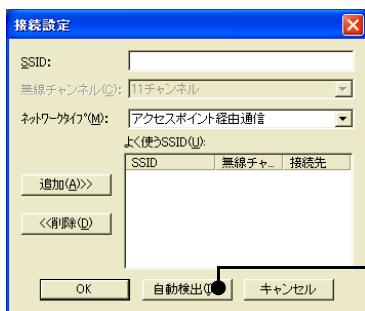 接続設定
SSID:
無線チャンネル(C): 11チャンネル
ネットワークタイプ(M): アクセスポイント経由通信
よく使うSSID(U):
SSID 無線チャ... 接続先
追加(A)>>
<<削除(D)
OK 自動検出 キャンセル